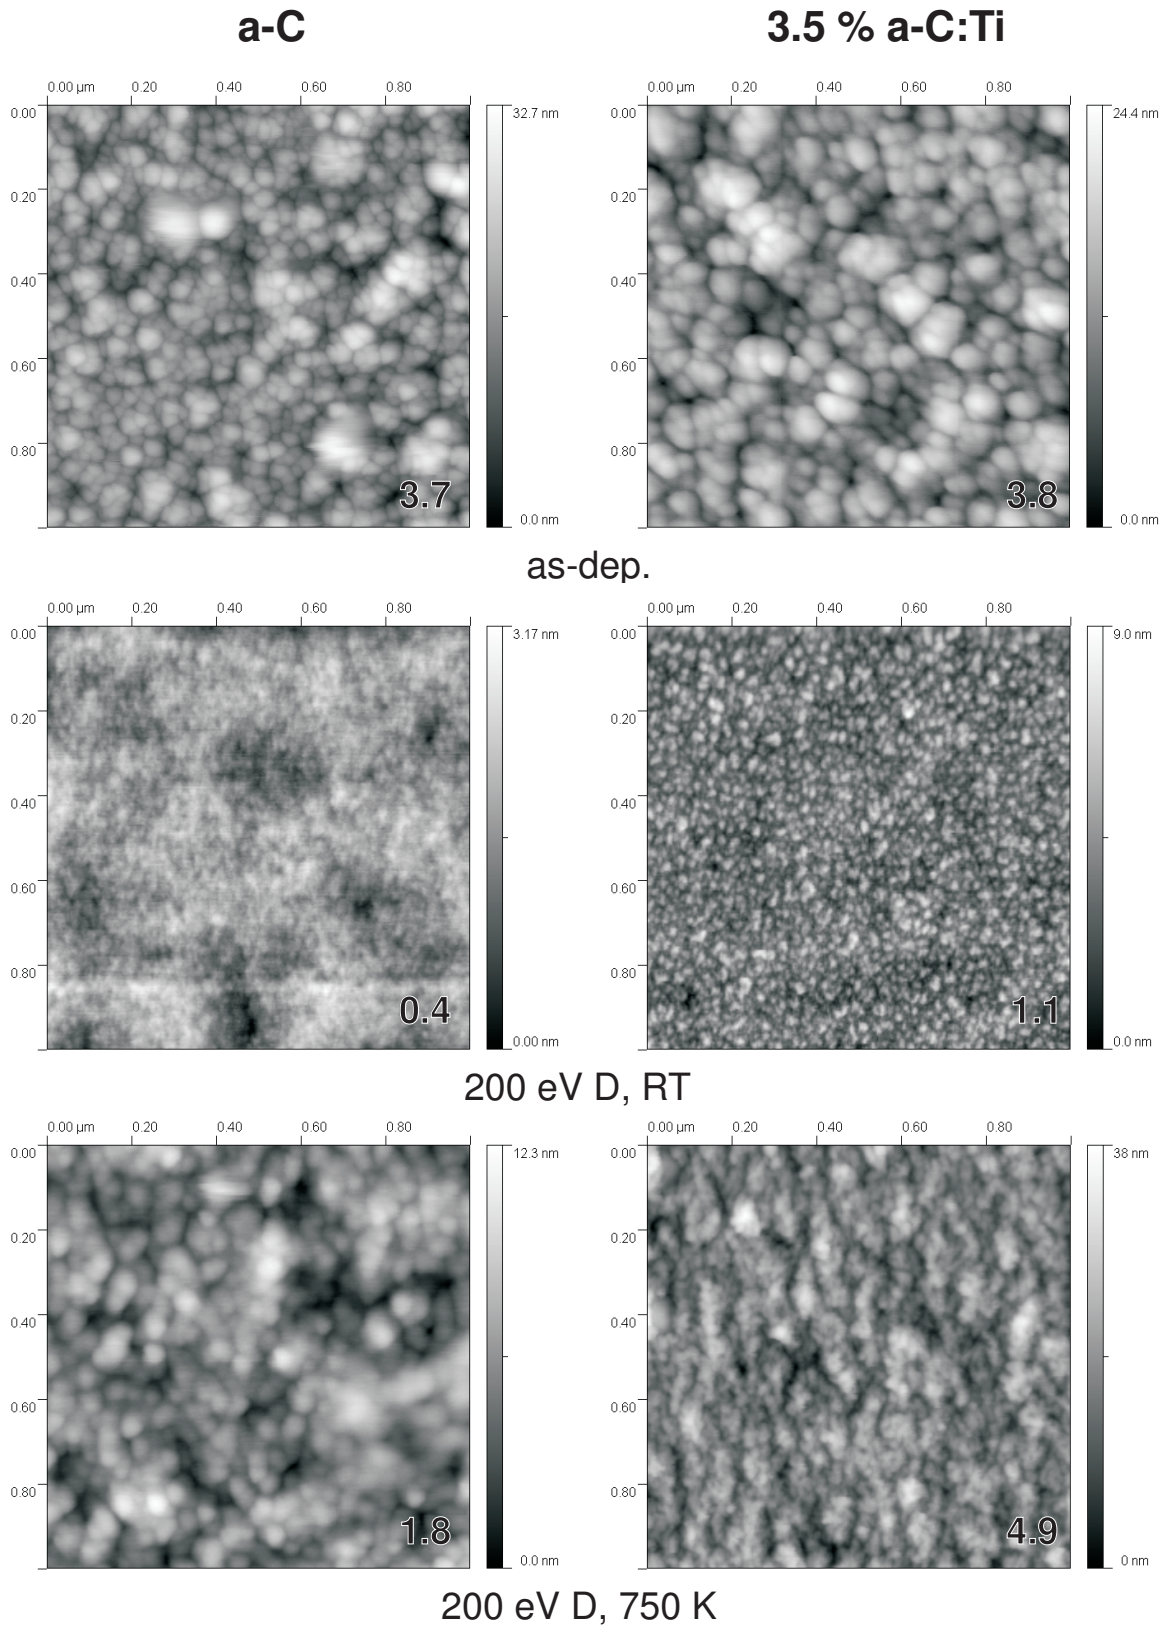 a-C 3.5 % a-C:Ti
0.00 µm 0.20 0.40 0.60 0.80 0.00 µm 0.20 0.40 0.60 0.80
0.00 32.7 nm 0.00 24.4 nm
0.20 0.20
0.40 0.40
0.60 0.60
0.80 0.80
3.7 3.8
0.0 nm 0.0 nm
as-dep.
0.00 µm 0.20 0.40 0.60 0.80 0.00 µm 0.20 0.40 0.60 0.80
0.00 3.17 nm 0.00 9.0 nm
0.20 0.20
0.40 0.40
0.60 0.60
0.80 0.80
0.4 1.1
0.00 nm 0.0 nm
200 eV D, RT
0.00 µm 0.20 0.40 0.60 0.80 0.00 µm 0.20 0.40 0.60 0.80
0.00 12.3 nm 0.00 38 nm
0.20 0.20
0.40 0.40
0.60 0.60
0.80 0.80
1.8 4.9
0.0 nm 0 nm
200 eV D, 750 K